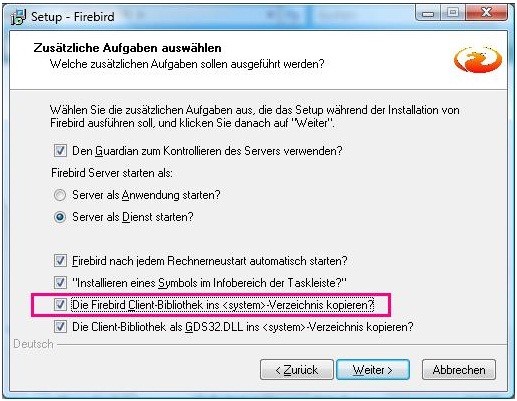 Setup - Firebird
Zusätzliche Aufgaben auswählen
Welche zusätzlichen Aufgaben sollen ausgeführt werden?
Wählen Sie die zusätzlichen Aufgaben aus, die das Setup während der Installation von
Firebird ausführen soll, und klicken Sie danach auf "Weiter".
Den Guardian zum Kontrollieren des Servers verwenden?
Firebird Server starten als:
Server als Anwendung starten?
Server als Dienst starten?
Firebird nach jedem Rechnerneustart automatisch starten?
"Installieren eines Symbols im Infobereich der Taskleiste?"
Die Firebird Client-Bibliothek ins <system>-Verzeichnis kopieren?
Die Client-Bibliothek als GDS32.DLL ins <system>-Verzeichnis kopieren?
Deutsch
< Zurück
Weiter >
Abbrechen